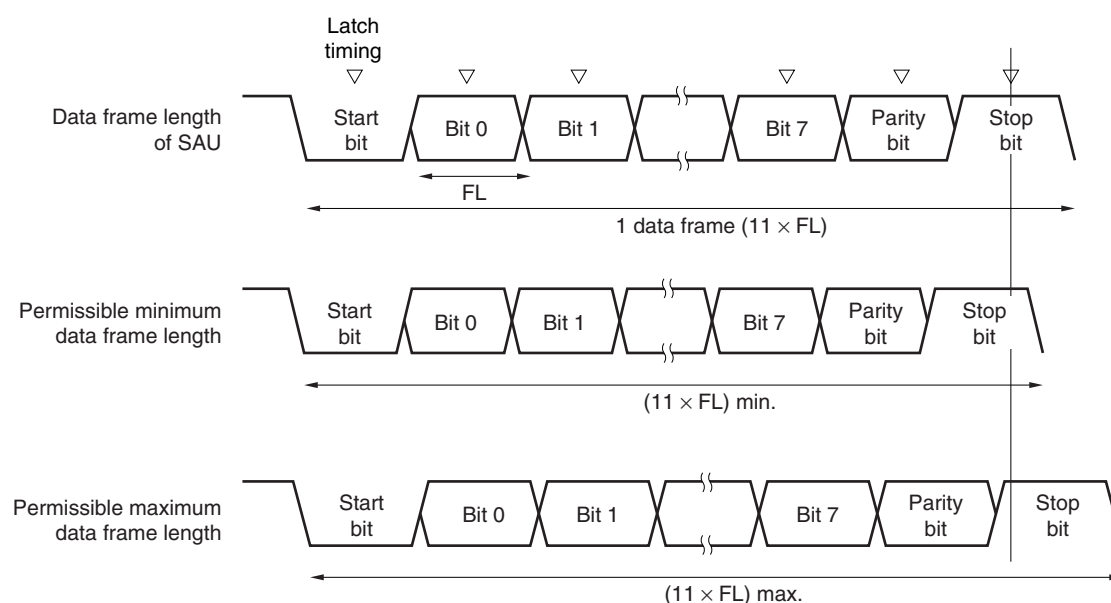 Latch
timing
Data frame length
of SAU
Start
bit
Bit 0
Bit 1
Bit 7
Parity
bit
Stop
bit
FL
1 data frame (11 × FL)
Permissible minimum
data frame length
Start
bit
Bit 0
Bit 1
Bit 7
Parity
bit
Stop
bit
(11 × FL) min.
Permissible maximum
data frame length
Start
bit
Bit 0
Bit 1
Bit 7
Parity
bit
Stop
bit
(11 × FL) max.